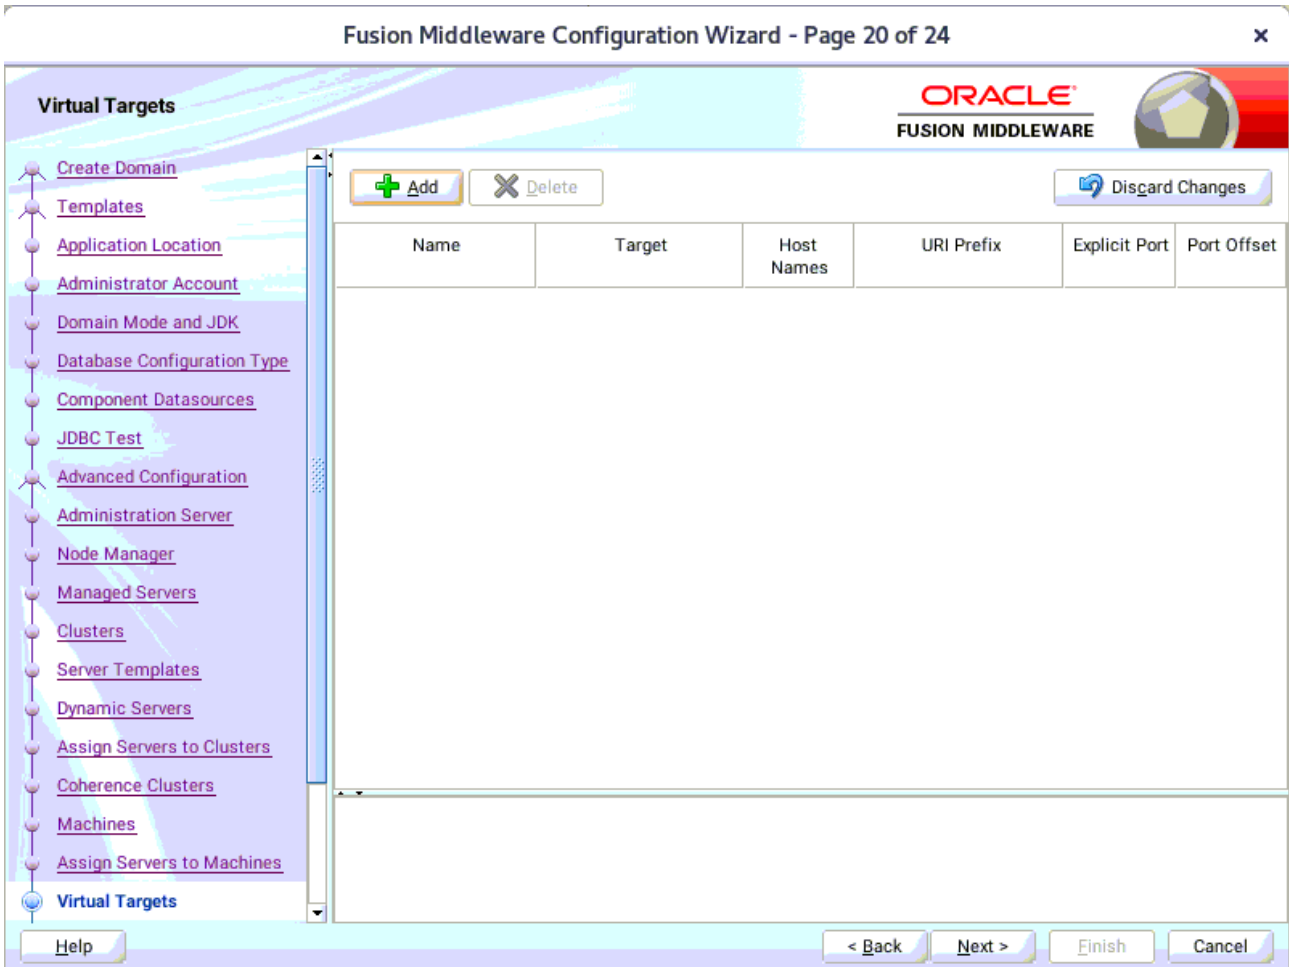 Fusion Middleware Configuration Wizard - Page 20 of 24
Virtual Targets
ORACLE
FUSION MIDDLEWARE
Create Domain
Templates
Application Location
Administrator Account
Domain Mode and JDK
Database Configuration Type
Component Datasources
JDBC Test
Advanced Configuration
Administration Server
Node Manager
Managed Servers
Clusters
Server Templates
Dynamic Servers
Assign Servers to Clusters
Coherence Clusters
Machines
Assign Servers to Machines
Virtual Targets
Add Delete Discard Changes
Name Target Host Names URI Prefix Explicit Port Port Offset
Help < Back Next > Finish Cancel